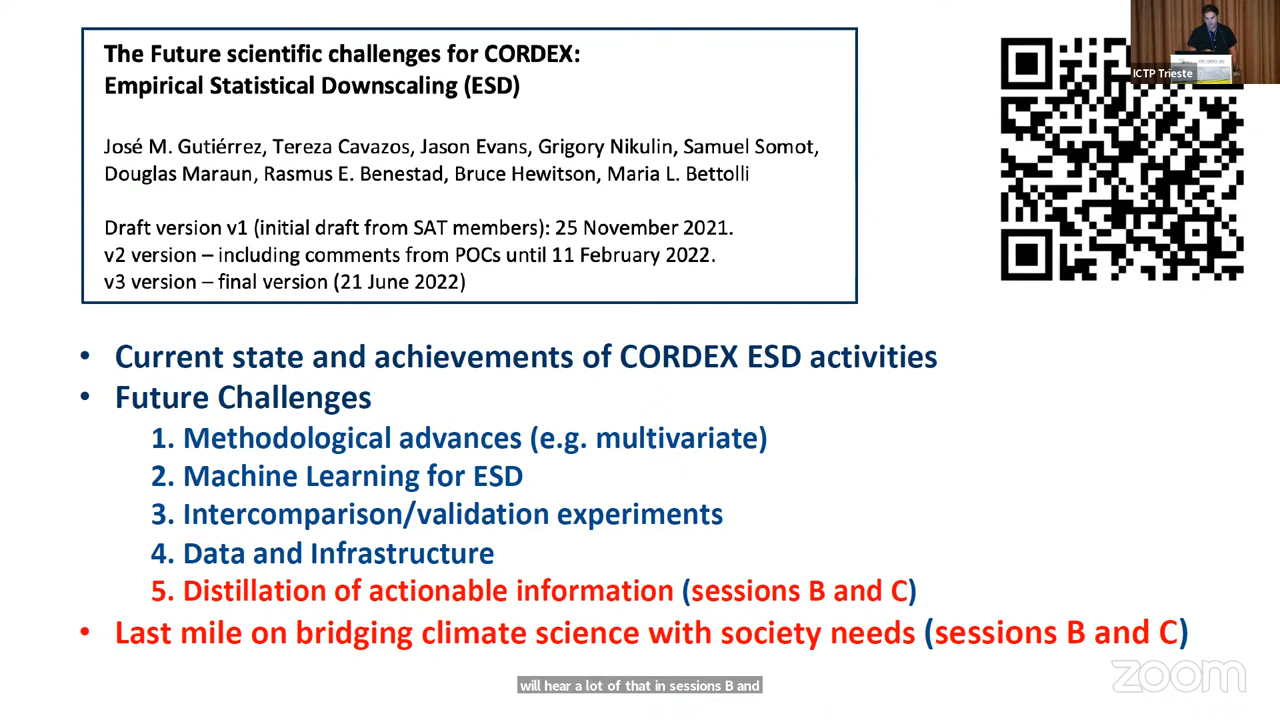 The Future scientific challenges for CORDEX:
Empirical Statistical Downscaling (ESD)
José M. Gutiérrez, Tereza Cavazos, Jason Evans, Grigory Nikulin, Samuel Somot,
Douglas Maraun, Rasmus E. Benestad, Bruce Hewitson, Maria L. Bettolli
Draft version v1 (initial draft from SAT members): 25 November 2021.
v2 version – including comments from POCs until 11 February 2022.
v3 version – final version (21 June 2022)
ICTP Trieste
• Current state and achievements of CORDEX ESD activities
• Future Challenges
1. Methodological advances (e.g. multivariate)
2. Machine Learning for ESD
3. Intercomparison/validation experiments
4. Data and Infrastructure
5. Distillation of actionable information (sessions B and C)
• Last mile on bridging climate science with society needs (sessions B and C)
will hear a lot of that in sessions B and
zoom